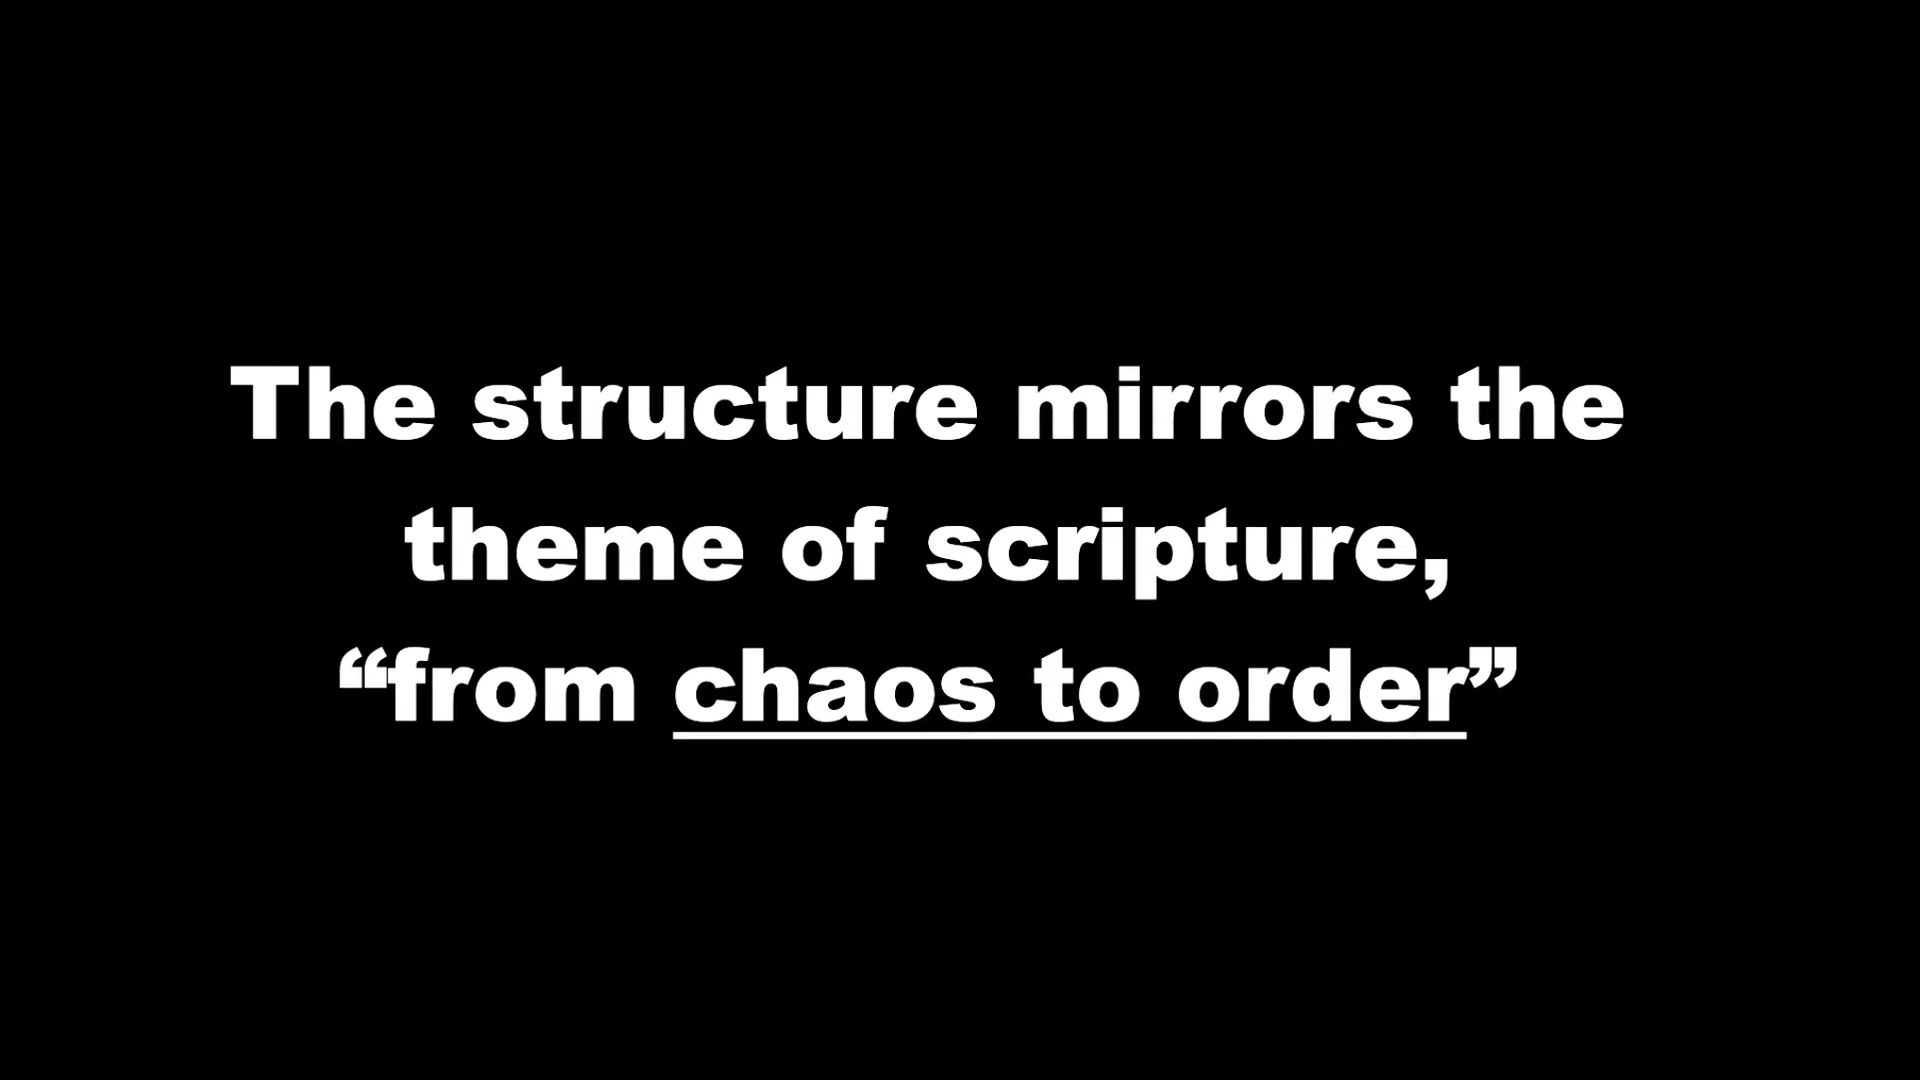 The structure mirrors the
theme of scripture,
“from chaos to order”